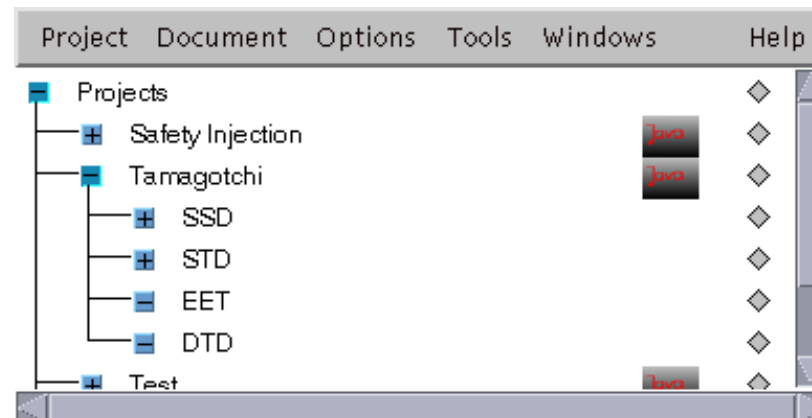 Project Document Options Tools Windows Help
Projects
Safety Injection Java
Tamagotchi Java
SSD
STD
EET
DTD
Test Java